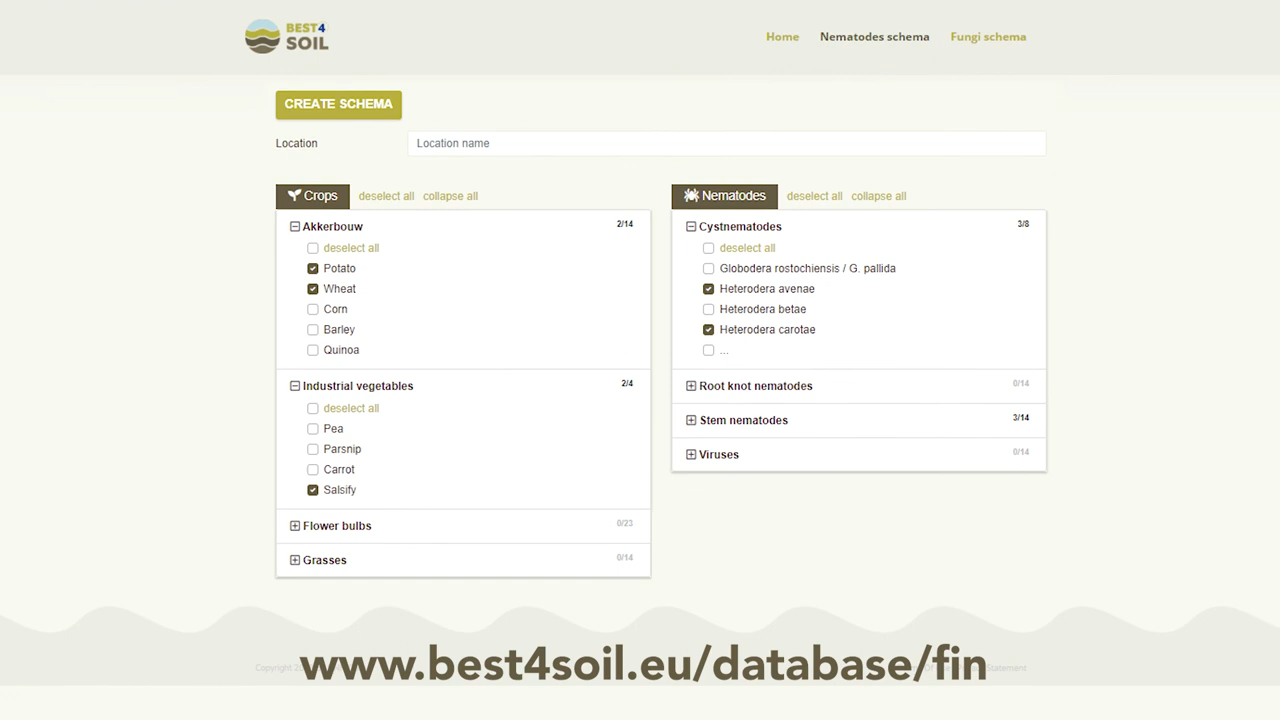 BEST4
SOIL
Home
Nematodes schema
Fungi schema
CREATE SCHEMA
Location
Location name
Crops
deselect all
collapse all
Akkerbouw
2/14
deselect all
Potato
Wheat
Corn
Barley
Quinoa
Industrial vegetables
2/4
deselect all
Pea
Parsnip
Carrot
Salsify
Flower bulbs
0/23
Grasses
0/14
Nematodes
deselect all
collapse all
Cystnematodes
3/8
deselect all
Globodera rostochiensis / G. pallida
Heterodera avenae
Heterodera betae
Heterodera carotae
...
Root knot nematodes
0/14
Stem nematodes
3/14
Viruses
0/14
Copyright
Statement
www.best4soil.eu/database/fin